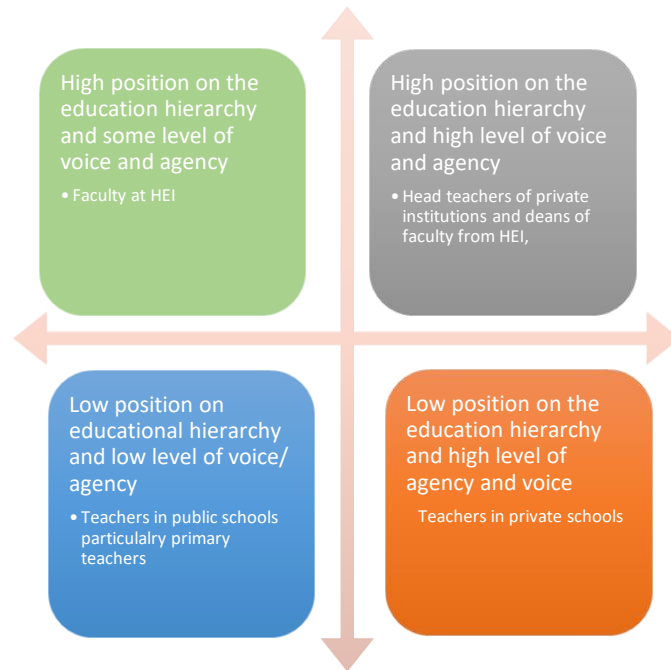 High position on the
education hierarchy
and some level of
voice and agency
• Faculty at HEI
High position on the
education hierarchy
and high level of voice
and agency
• Head teachers of private
institutions and deans of
faculty from HEI,
Low position on
educational hierarchy
and low level of voice/
agency
• Teachers in public schools
particulalry primary
teachers
Low position on the
education hierarchy
and high level of
agency and voice
Teachers in private schools